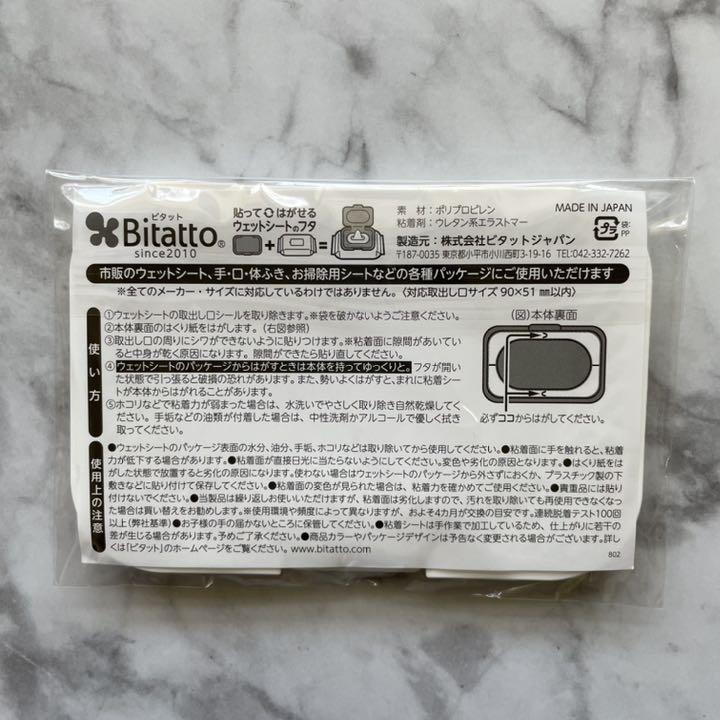 ピタット
Bitatto®
since2010
貼って はがせる
ウェットシートのフタ
素　材：ポリプロピレン
粘着剤：ウレタン系エラストマー
MADE IN JAPAN
プラ
袋:
PP
製造元：株式会社ビタットジャパン
〒187-0035 東京都小平市小川西町3-19-16 TEL:042-332-7262
市販のウェットシート、手・口・体ふき、お掃除用シートなどの各種パッケージにご使用いただけます
※全てのメーカー・サイズに対応しているわけではありません。〈対応取出し口サイズ 90×51 mm以内〉
使い方
①ウェットシートの取出し口シールを取り除きます。※袋を破かないようご注意ください。
②本体裏面のはくり紙をはがします。（右図参照）
③取出し口の周りにシワができないように貼りつけます。※粘着面に隙間があいてい
ると中身が乾く原因になります。隙間ができたら貼り直してください。
④ウェットシートのパッケージからはがすときは本体を持ってゆっくりと。フタが開い
た状態で引っ張ると破損の恐れがあります。また、勢いよくはがすと、まれに粘着シー
トが本体からはがれることがあります。
⑤ホコリなどで粘着力が弱まった場合は、水洗いでやさしく取り除き自然乾燥してく
ださい。手垢などの油類が付着した場合は、中性洗剤かアルコールで優しく拭き
取ってください。
（図）本体裏面
必ずココからはがしてください。
使用上の注意
●ウェットシートのパッケージ表面の水分、油分、手垢、ホコリなどは取り除いてから使用してください。●粘着面に手を触れると、粘着
力が低下する場合があります。●粘着面が直接日光に当たらないようにしてください。変色や劣化の原因となります。●はくり紙をは
がした状態で放置すると劣化の原因になります。使わない場合はウェットシートのパッケージから外さずにおくか、プラスチック製の下
敷きなどに貼り付けて保存してください。●粘着面の変色が見られた場合は、粘着力を確かめてご使用ください。●貴重品には貼り
付けないでください。●当製品は繰り返しお使いいただけますが、粘着面は劣化しますので、汚れを取り除いても再使用できなくなっ
た場合は買い替えをお勧めします。※使用環境や頻度によって異なりますが、およそ4カ月が交換の目安です。連続脱着テスト100回
以上（弊社基準）●お子様の手の届かないところに保管してください。●粘着シートは手作業で加工しているため、仕上がりに若干の
差が生じる場合があります。予めご了承ください。●商品カラーやパッケージデザインは予告なく変更される場合がございます。詳し
くは「ビタット」のホームページをご覧ください。www.bitatto.com
802